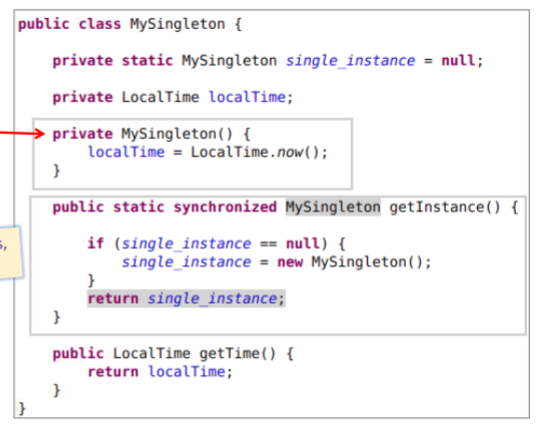 public class MySingleton {
private static MySingleton single_instance = null;
private LocalTime localTime;
private MySingleton() {
localTime = LocalTime.now();
}
public static synchronized MySingleton getInstance() {
if (single_instance == null) {
single_instance = new MySingleton();
}
return single_instance;
}
public LocalTime getTime() {
return localTime;
}
}